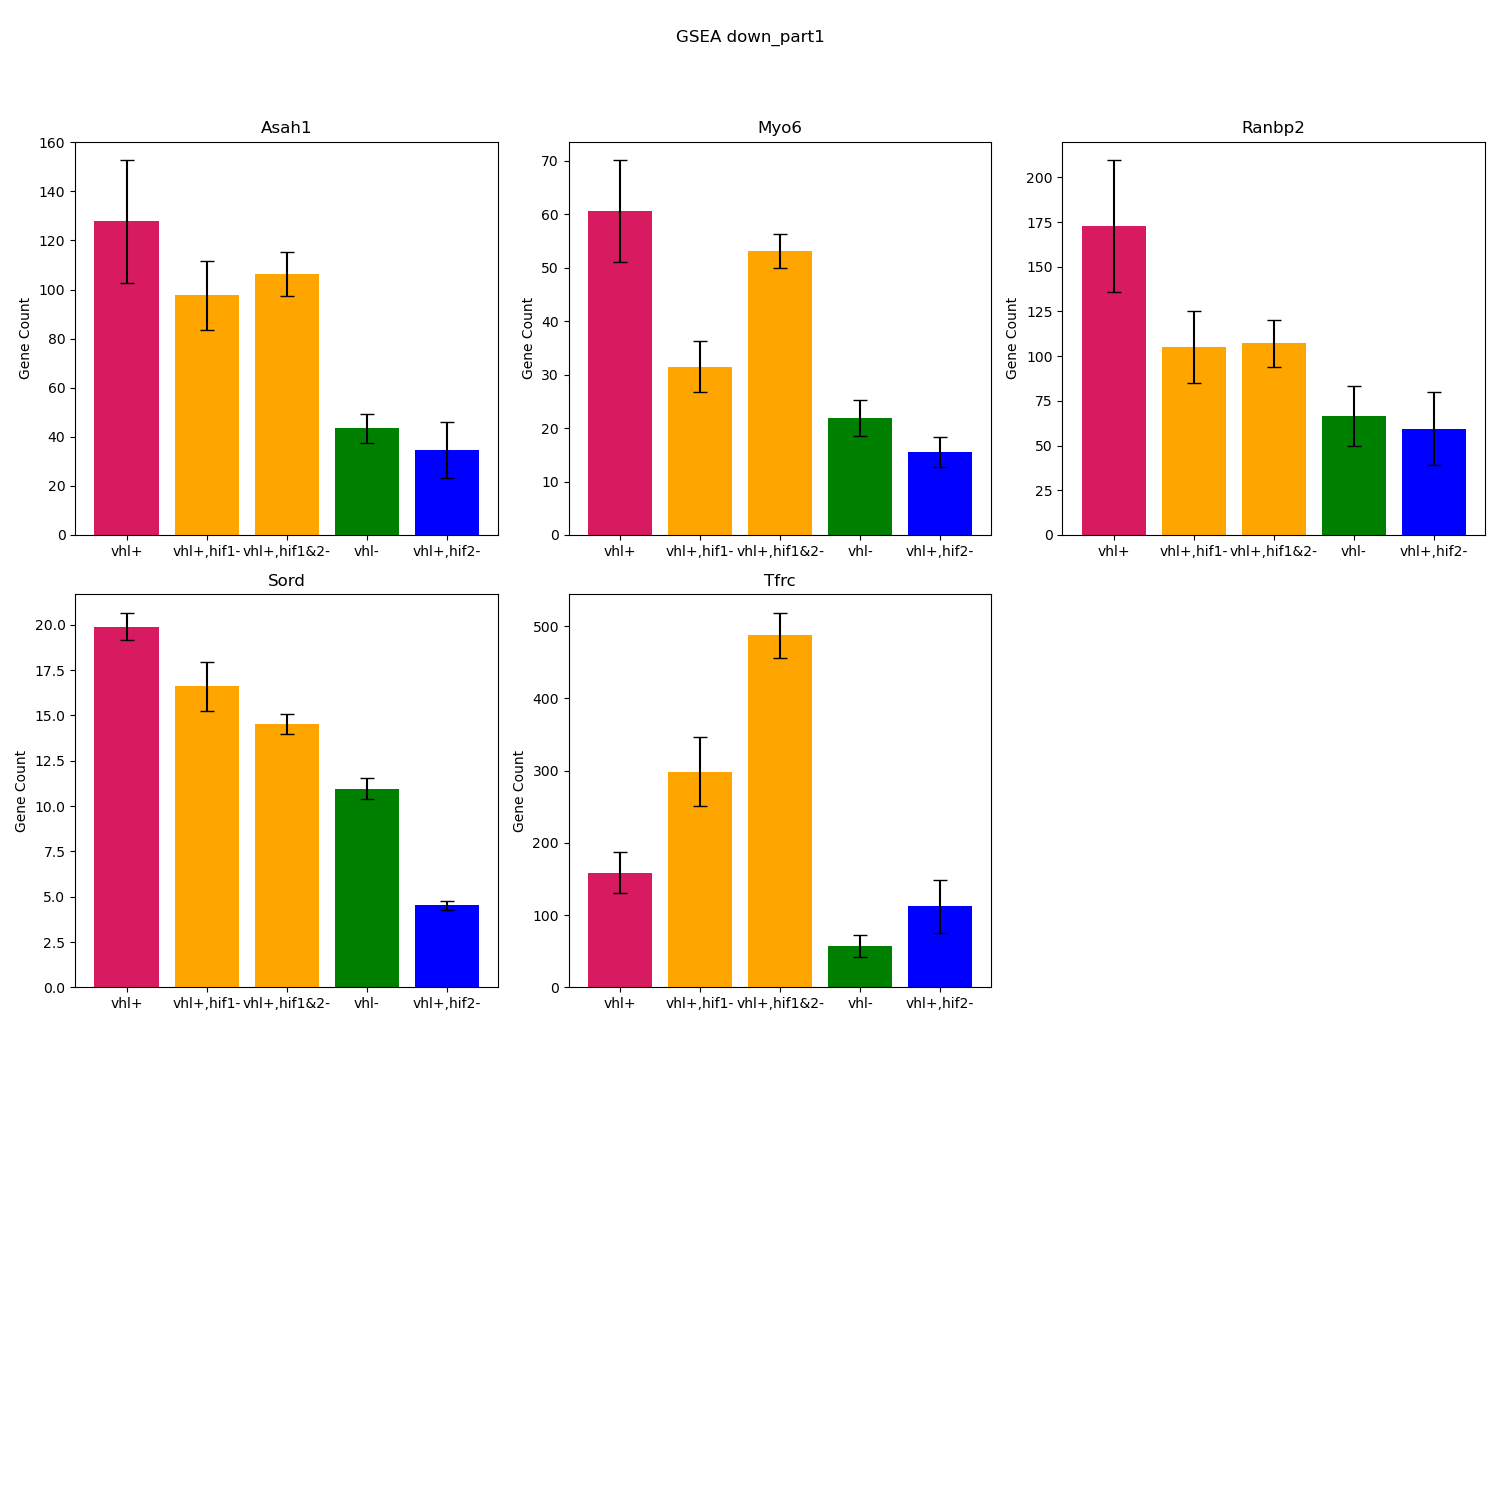 GSEA down_part1
Asah1
Gene Count
160
140
120
100
80
60
40
20
0
vhl+ vhl+,hif1- vhl+,hif1&2- vhl- vhl+,hif2-
Myo6
Gene Count
70
60
50
40
30
20
10
0
vhl+ vhl+,hif1- vhl+,hif1&2- vhl- vhl+,hif2-
Ranbp2
Gene Count
200
175
150
125
100
75
50
25
0
vhl+ vhl+,hif1- vhl+,hif1&2- vhl- vhl+,hif2-
Sord
Gene Count
20.0
17.5
15.0
12.5
10.0
7.5
5.0
2.5
0.0
vhl+ vhl+,hif1- vhl+,hif1&2- vhl- vhl+,hif2-
Tfrc
Gene Count
500
400
300
200
100
0
vhl+ vhl+,hif1- vhl+,hif1&2- vhl- vhl+,hif2-